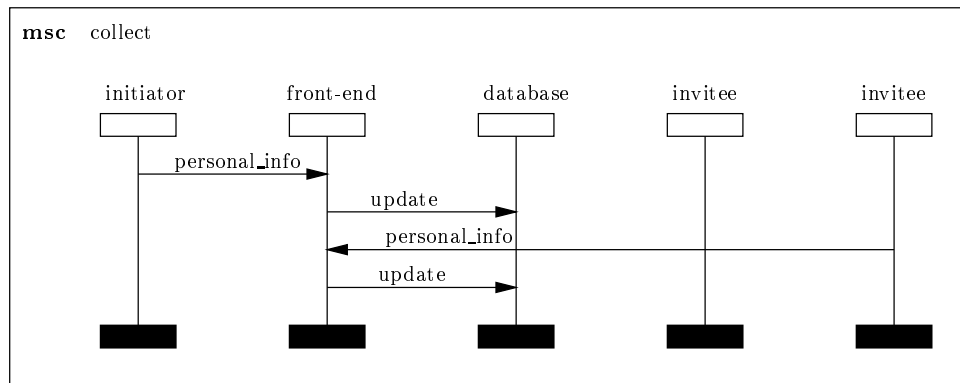 msc collect
initiator front-end database invitee invitee
personal_info
update
personal_info
update